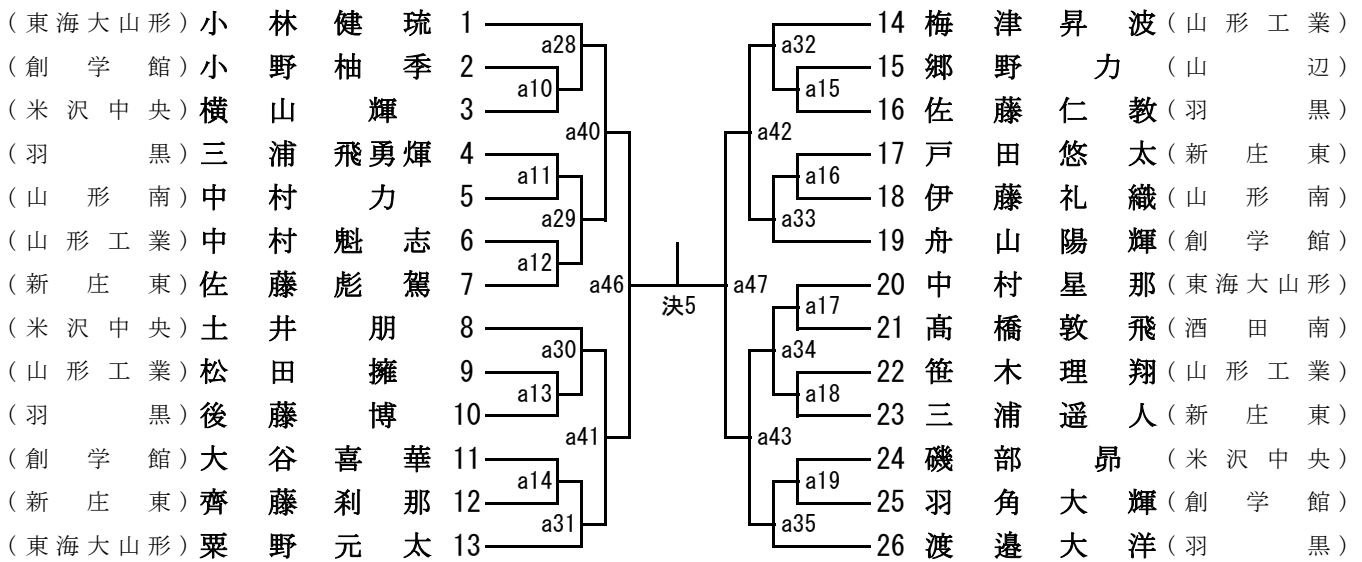 (東海大山形) 小林健琉 1
(創学館) 小野柚季 2
(米沢中央) 横山輝 3
(羽黒) 三浦飛勇煇 4
(山形南) 中村力 5
(山形工業) 中村魁志 6
(新庄東) 佐藤彪駕 7
(米沢中央) 土井朋 8
(山形工業) 松田擁 9
(羽黒) 後藤博 10
(創学館) 大谷喜華 11
(新庄東) 齊藤刹那 12
(東海大山形) 粟野元太 13
a28
a10
a40
a11
a29
a12
a46
a30
a13
a41
a14
a31
決5
a32
a15
a42
a16
a33
a47
a17
a34
a18
a43
a19
a35
14 梅津昇波 (山形工業)
15 郷野力 (山辺)
16 佐藤仁教 (羽黒)
17 戸田悠太 (新庄東)
18 伊藤礼織 (山形南)
19 舟山陽輝 (創学館)
20 中村星那 (東海大山形)
21 髙橋敦飛 (酒田南)
22 笹木理翔 (山形工業)
23 三浦遥人 (新庄東)
24 磯部昴 (米沢中央)
25 羽角大輝 (創学館)
26 渡邉大洋 (羽黒)